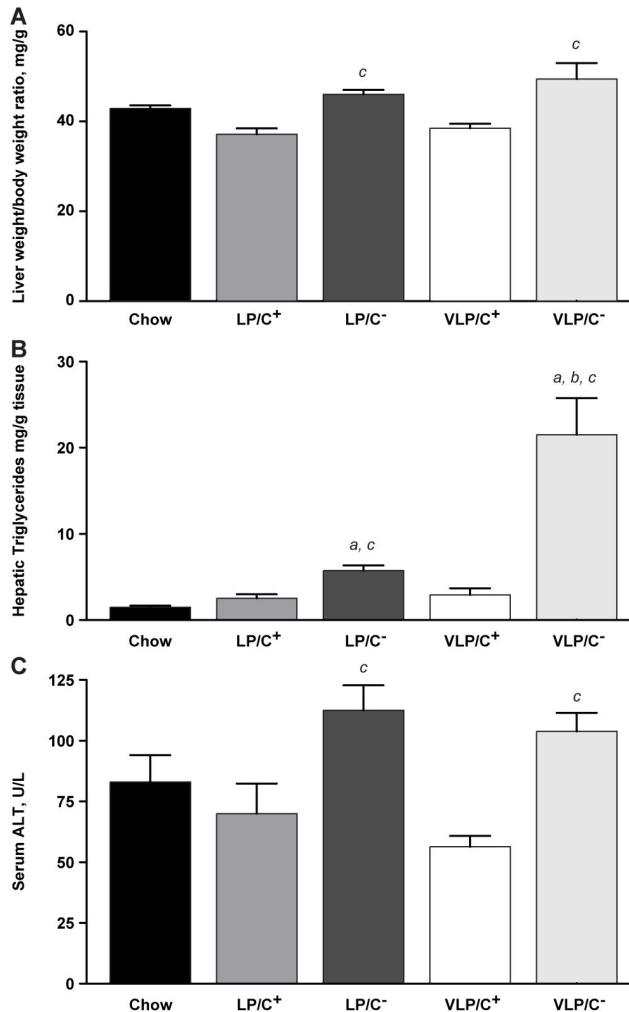 A
Liver weight/body weight ratio, mg/g
60
40
20
0
c
c
Chow
LP/C+
LP/C-
VLP/C+
VLP/C-
B
Hepatic Triglycerides mg/g tissue
30
20
10
0
a, c
a, b, c
Chow
LP/C+
LP/C-
VLP/C+
VLP/C-
C
Serum ALT, U/L
125
100
75
50
25
0
c
c
Chow
LP/C+
LP/C-
VLP/C+
VLP/C-